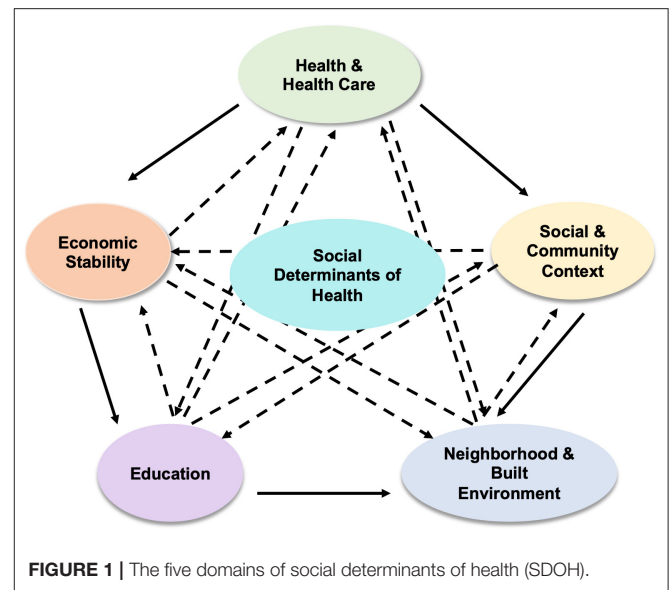 Health &
Health Care
Economic
Stability
Social
Determinants of
Health
Social &
Community
Context
Education
Neighborhood &
Built
Environment
FIGURE 1 | The five domains of social determinants of health (SDOH).